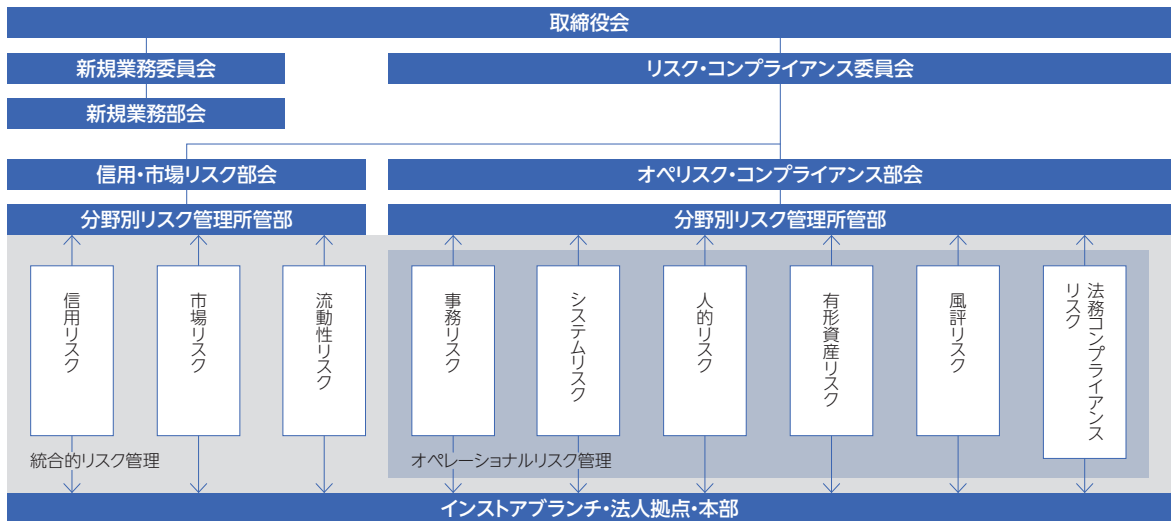 取締役会
新規業務委員会
リスク・コンプライアンス委員会
新規業務部会
信用・市場リスク部会
オペリスク・コンプライアンス部会
分野別リスク管理所管部
分野別リスク管理所管部
信用リスク
市場リスク
流動性リスク
事務リスク
システムリスク
人的リスク
有形資産リスク
風評リスク
法務コンプライアンス
リスク
統合的リスク管理
オペレーショナルリスク管理
インストアブランチ・法人拠点・本部